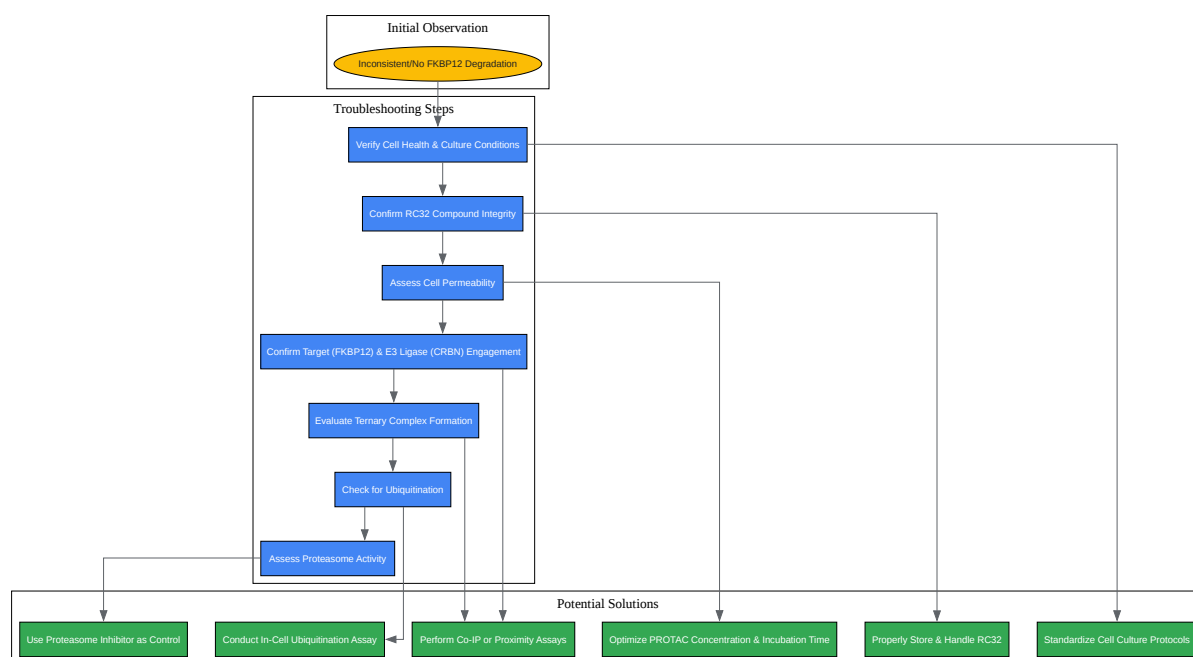 Initial Observation
Inconsistent/No FKBP12 Degradation
Troubleshooting Steps
Verify Cell Health & Culture Conditions
Confirm RC32 Compound Integrity
Assess Cell Permeability
Confirm Target (FKBP12) & E3 Ligase (CRBN) Engagement
Evaluate Ternary Complex Formation
Check for Ubiquitination
Assess Proteasome Activity
Potential Solutions
Use Proteasome Inhibitor as Control
Conduct In-Cell Ubiquitination Assay
Perform Co-IP or Proximity Assays
Optimize PROTAC Concentration & Incubation Time
Properly Store & Handle RC32
Standardize Cell Culture Protocols